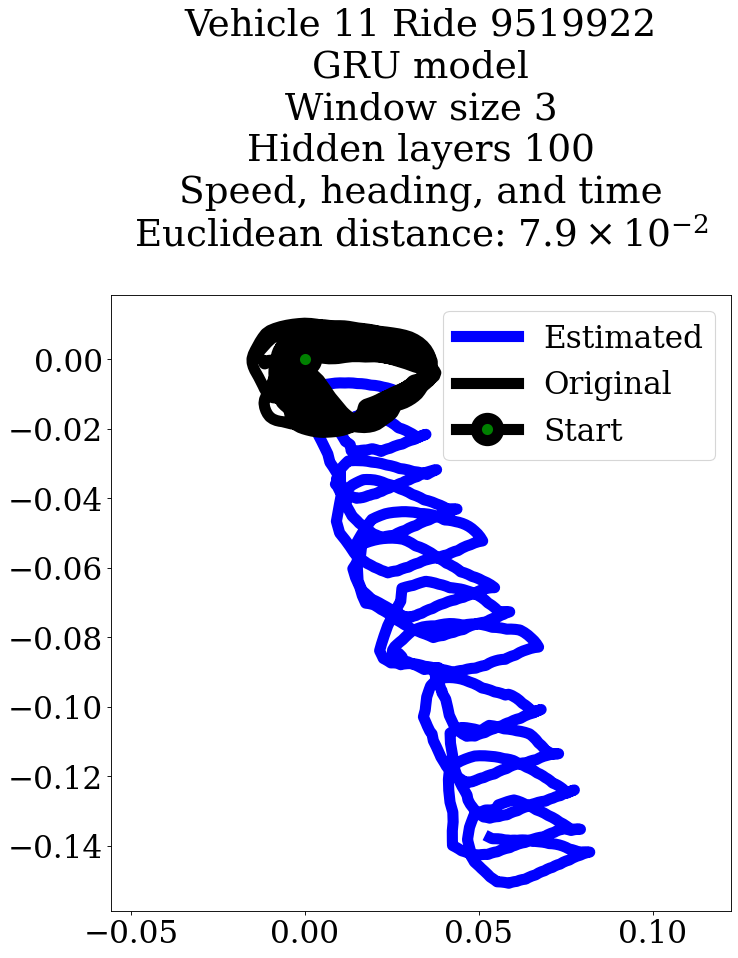 Vehicle 11 Ride 9519922
GRU model
Window size 3
Hidden layers 100
Speed, heading, and time
Euclidean distance: 7.9 × 10⁻²
Estimated
Original
Start
0.00
−0.02
−0.04
−0.06
−0.08
−0.10
−0.12
−0.14
−0.05 0.00 0.05 0.10